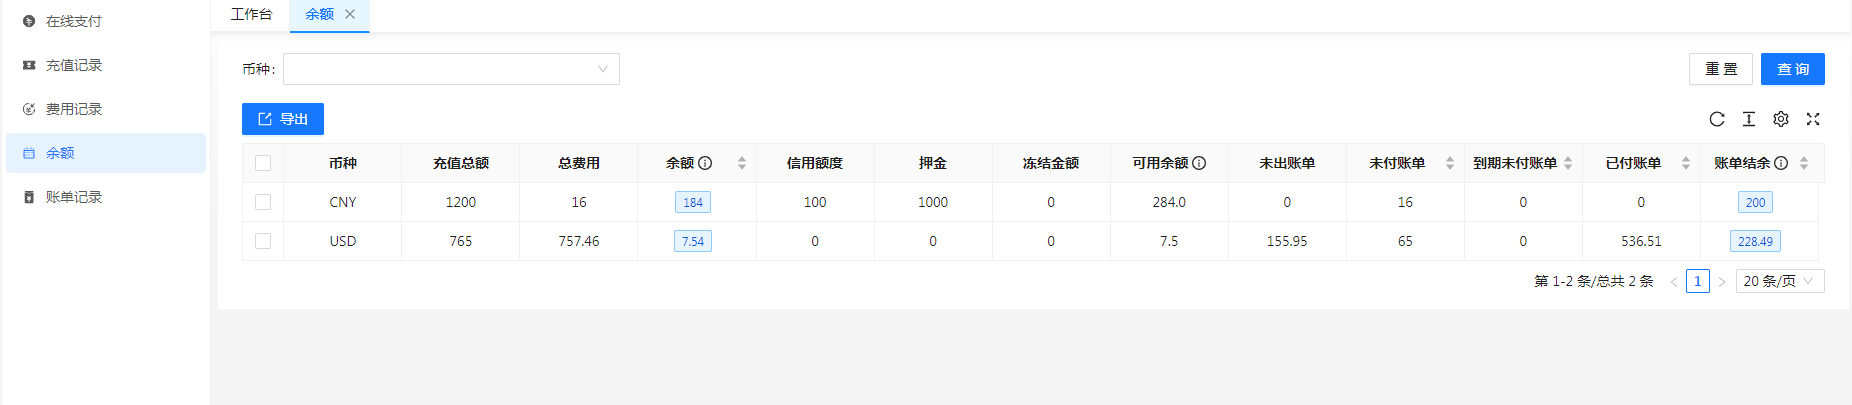 在线支付
充值记录
费用记录
余额
账单记录
工作台 余额
币种：
重置 查询
导出
币种 充值总额 总费用 余额 信用额度 押金 冻结金额 可用余额 未出账单 未付账单 到期未付账单 已付账单 账单结余
CNY 1200 16 184 100 1000 0 284.0 0 16 0 0 200
USD 765 757.46 7.54 0 0 0 7.5 155.95 65 0 536.51 228.49
第 1-2 条/总共 2 条 1 20 条/页